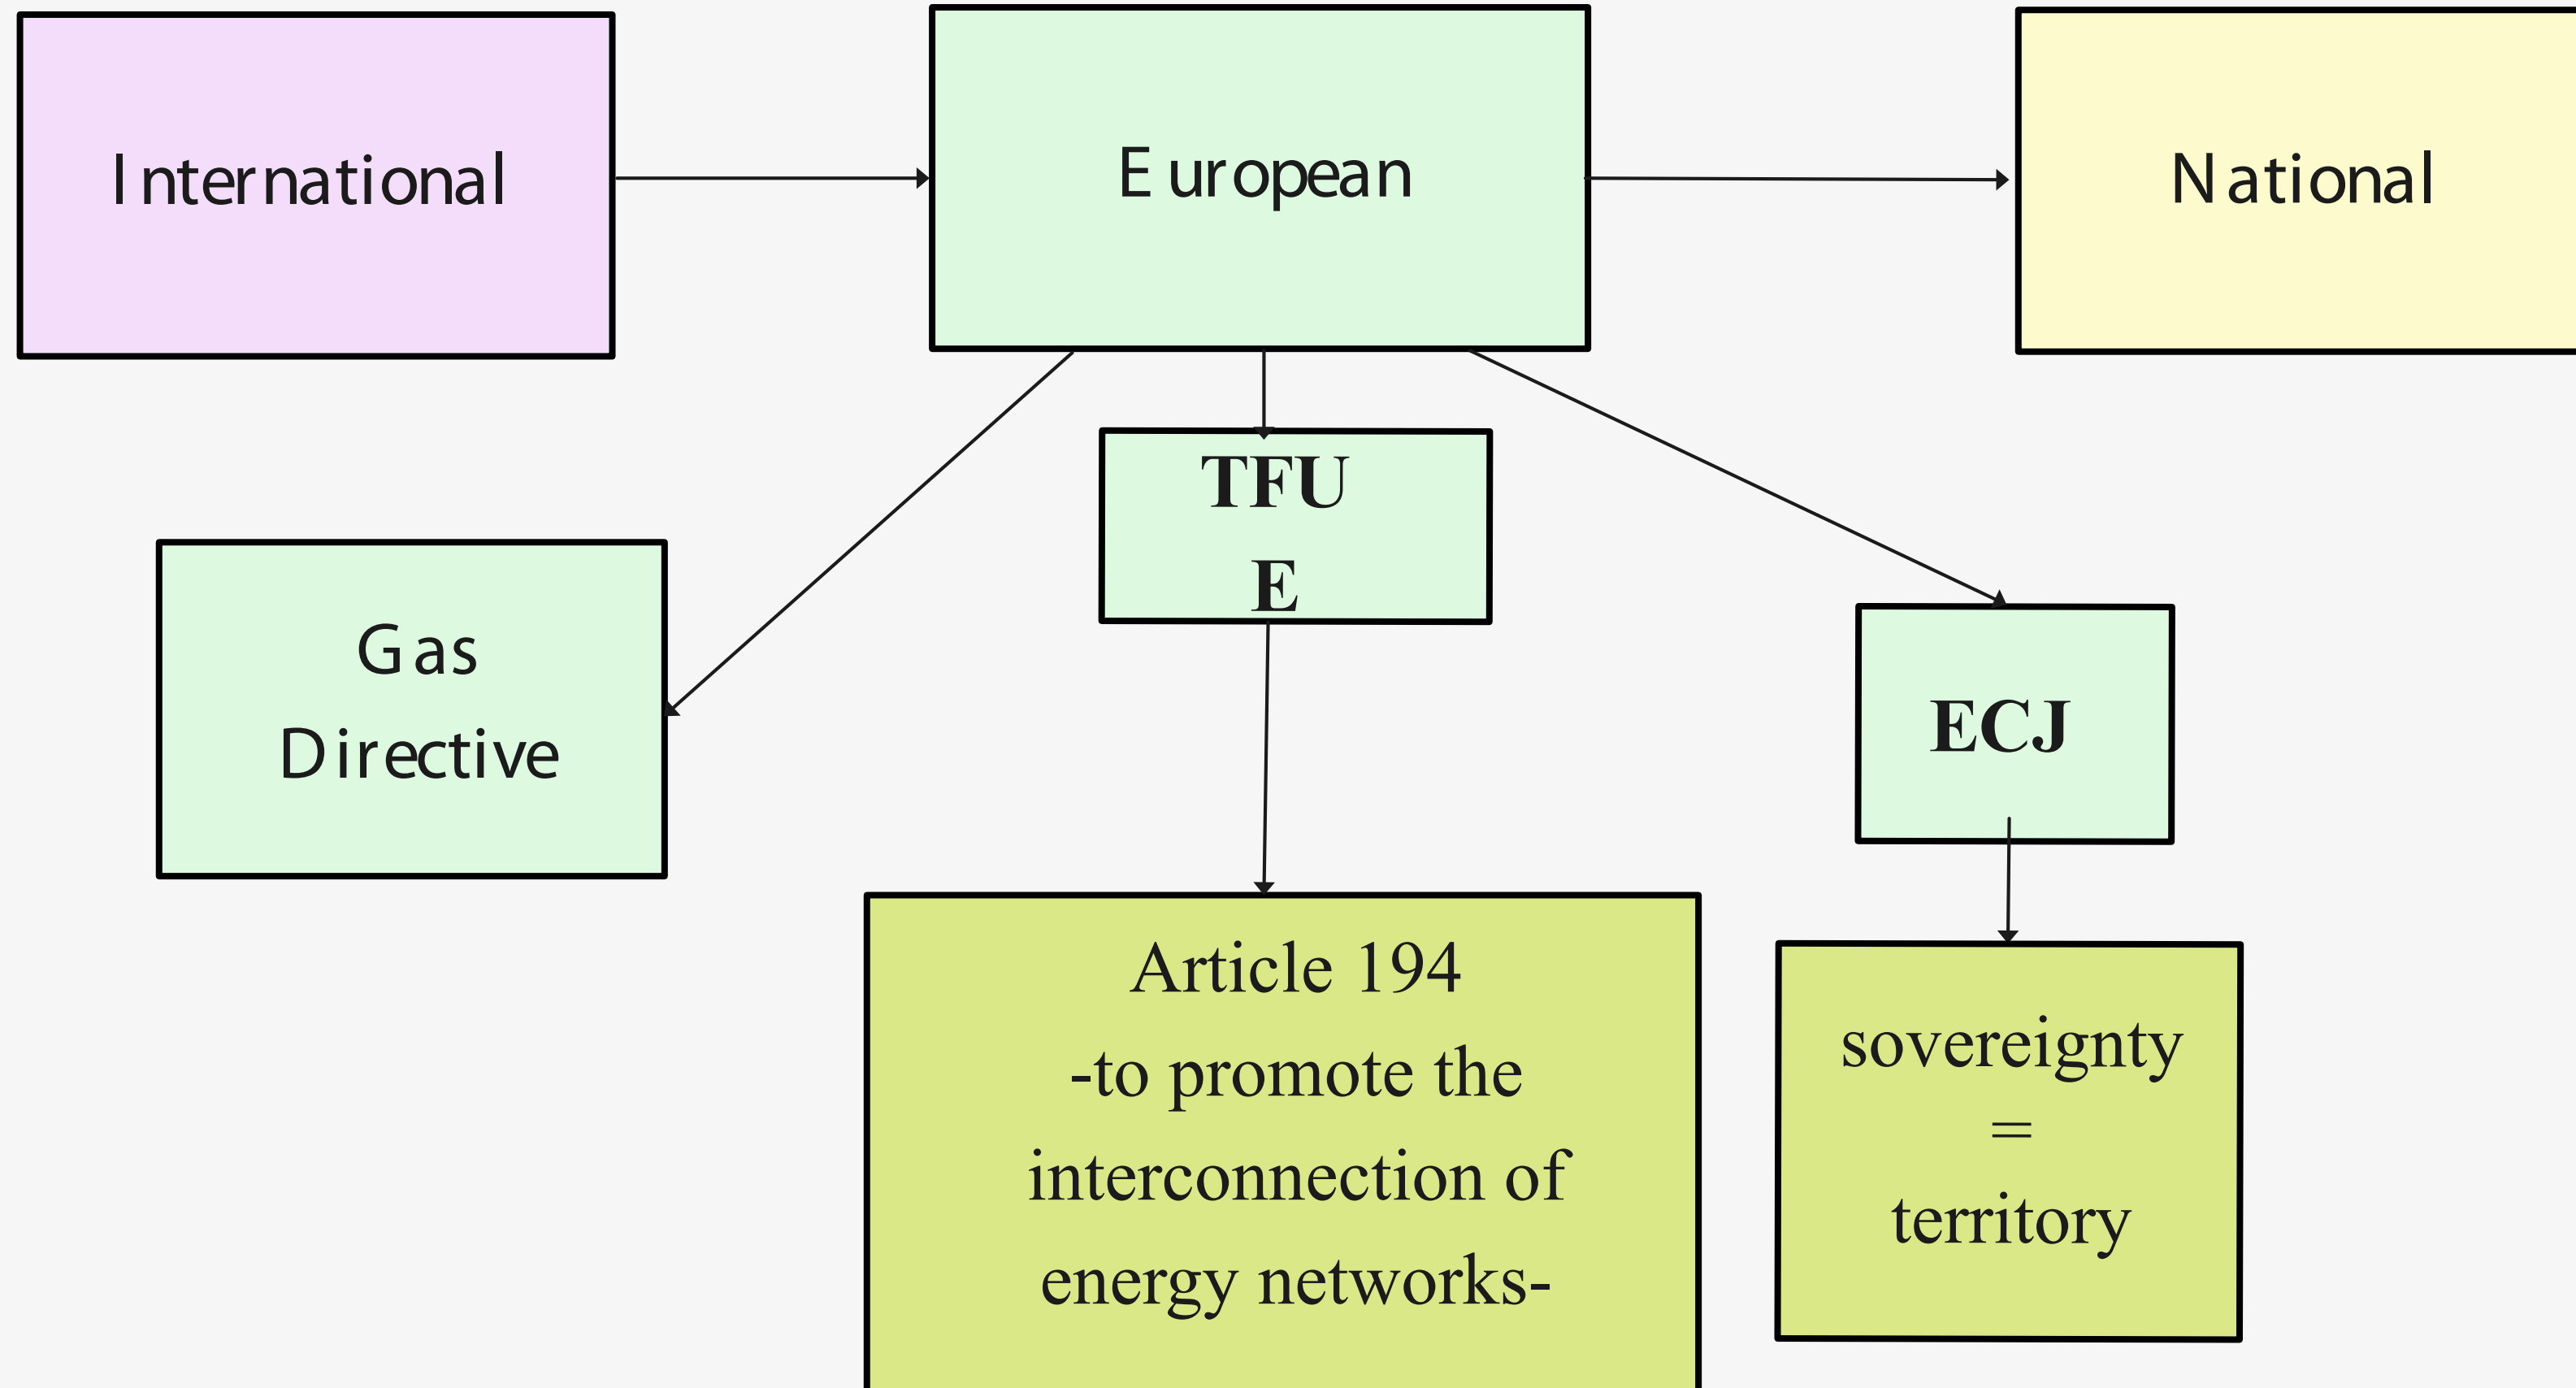 International
European
National
TFU
E
Gas
Directive
ECJ
Article 194
-to promote the
interconnection of
energy networks-
sovereignty
=
territory